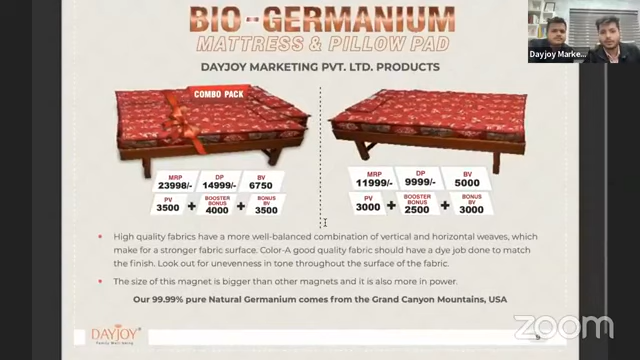 BIO-GERMANIUM
MATTRESS & PILLOW PAD
DAYJOY MARKETING PVT. LTD. PRODUCTS
Dayjoy Marke...
COMBO PACK
MRP
23998/-
DP
14999/-
BV
6750
PV
3500
+
BOOSTER
BONUS
4000
+
BONUS
BV
3500
MRP
11999/-
DP
9999/-
BV
5000
PV
3000
+
BOOSTER
BONUS
2500
+
BONUS
BV
3000
• High quality fabrics have a more well-balanced combination of vertical and horizontal weaves, which
make for a stronger fabric surface. Color-A good quality fabric should have a dye job done to match
the finish. Look out for unevenness in tone throughout the surface of the fabric.
• The size of this magnet is bigger than other magnets and it is also more in power.
Our 99.99% pure Natural Germanium comes from the Grand Canyon Mountains, USA
DAYJOY
Family Well-being
zoom